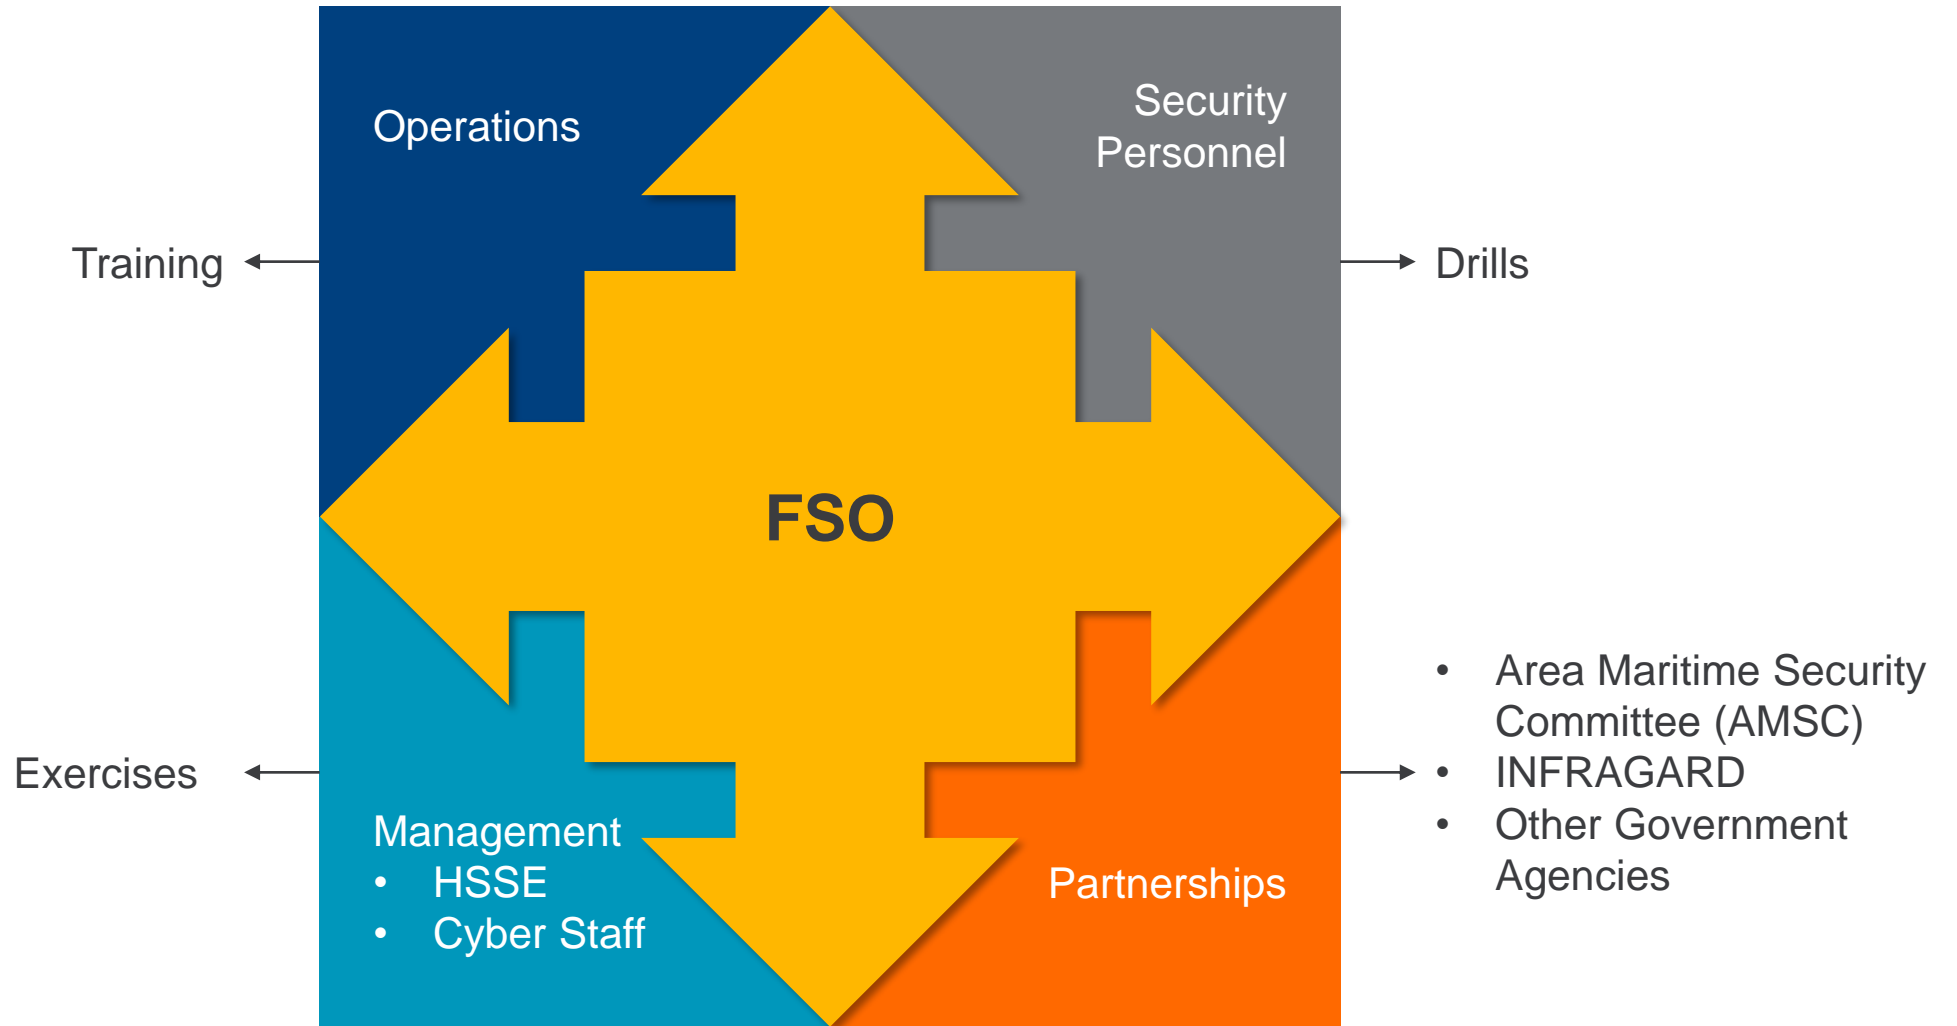 Operations
Security
Personnel
Training
Drills
FSO
Exercises
Management
• HSSE
• Cyber Staff
Partnerships
• Area Maritime Security
Committee (AMSC)
• INFRAGARD
• Other Government
Agencies